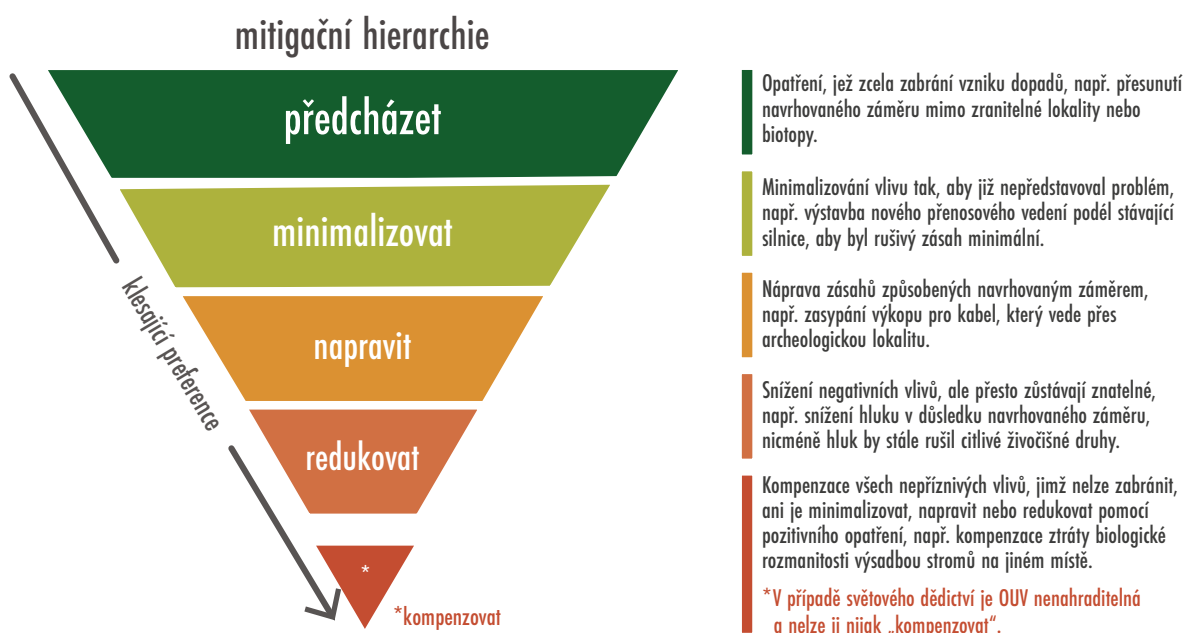 mitigační hierarchie
předcházet
minimalizovat
napravit
redukovat
*
*kompenzovat
klesající preference
Opatření, jež zcela zabrání vzniku dopadů, např. přesunutí
navrhovaného záměru mimo zranitelné lokality nebo
biotopy.
Minimalizování vlivu tak, aby již nepředstavoval problém,
např. výstavba nového přenosového vedení podél stávající
silnice, aby byl rušivý zásah minimální.
Náprava zásahů způsobených navrhovaným záměrem,
např. zasypání výkopu pro kabel, který vede přes
archeologickou lokalitu.
Snížení negativních vlivů, ale přesto zůstávají znatelné,
např. snížení hluku v důsledku navrhovaného záměru,
nicméně hluk by stále rušil citlivé živočišné druhy.
Kompenzace všech nepříznivých vlivů, jimž nelze zabránit,
ani je minimalizovat, napravit nebo redukovat pomocí
pozitivního opatření, např. kompenzace ztráty biologické
rozmanitosti výsadbou stromů na jiném místě.
*V případě světového dědictví je OUV nenahraditelná
a nelze ji nijak „kompenzovat“.